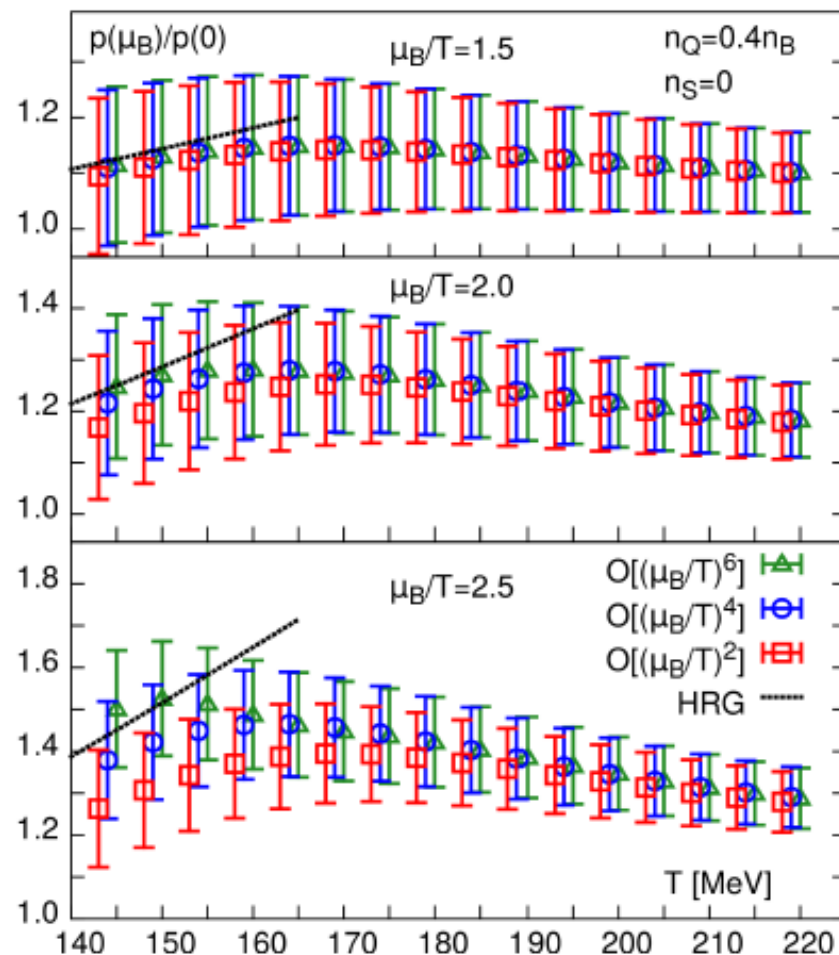 p(μB)/p(0)
μB/T=1.5
nQ=0.4nB
nS=0
1.2
1.0
μB/T=2.0
1.4
1.2
1.0
μB/T=2.5
O[(μB/T)⁶]
O[(μB/T)⁴]
O[(μB/T)²]
HRG
1.8
1.6
1.4
1.2
1.0
T [MeV]
140 150 160 170 180 190 200 210 220